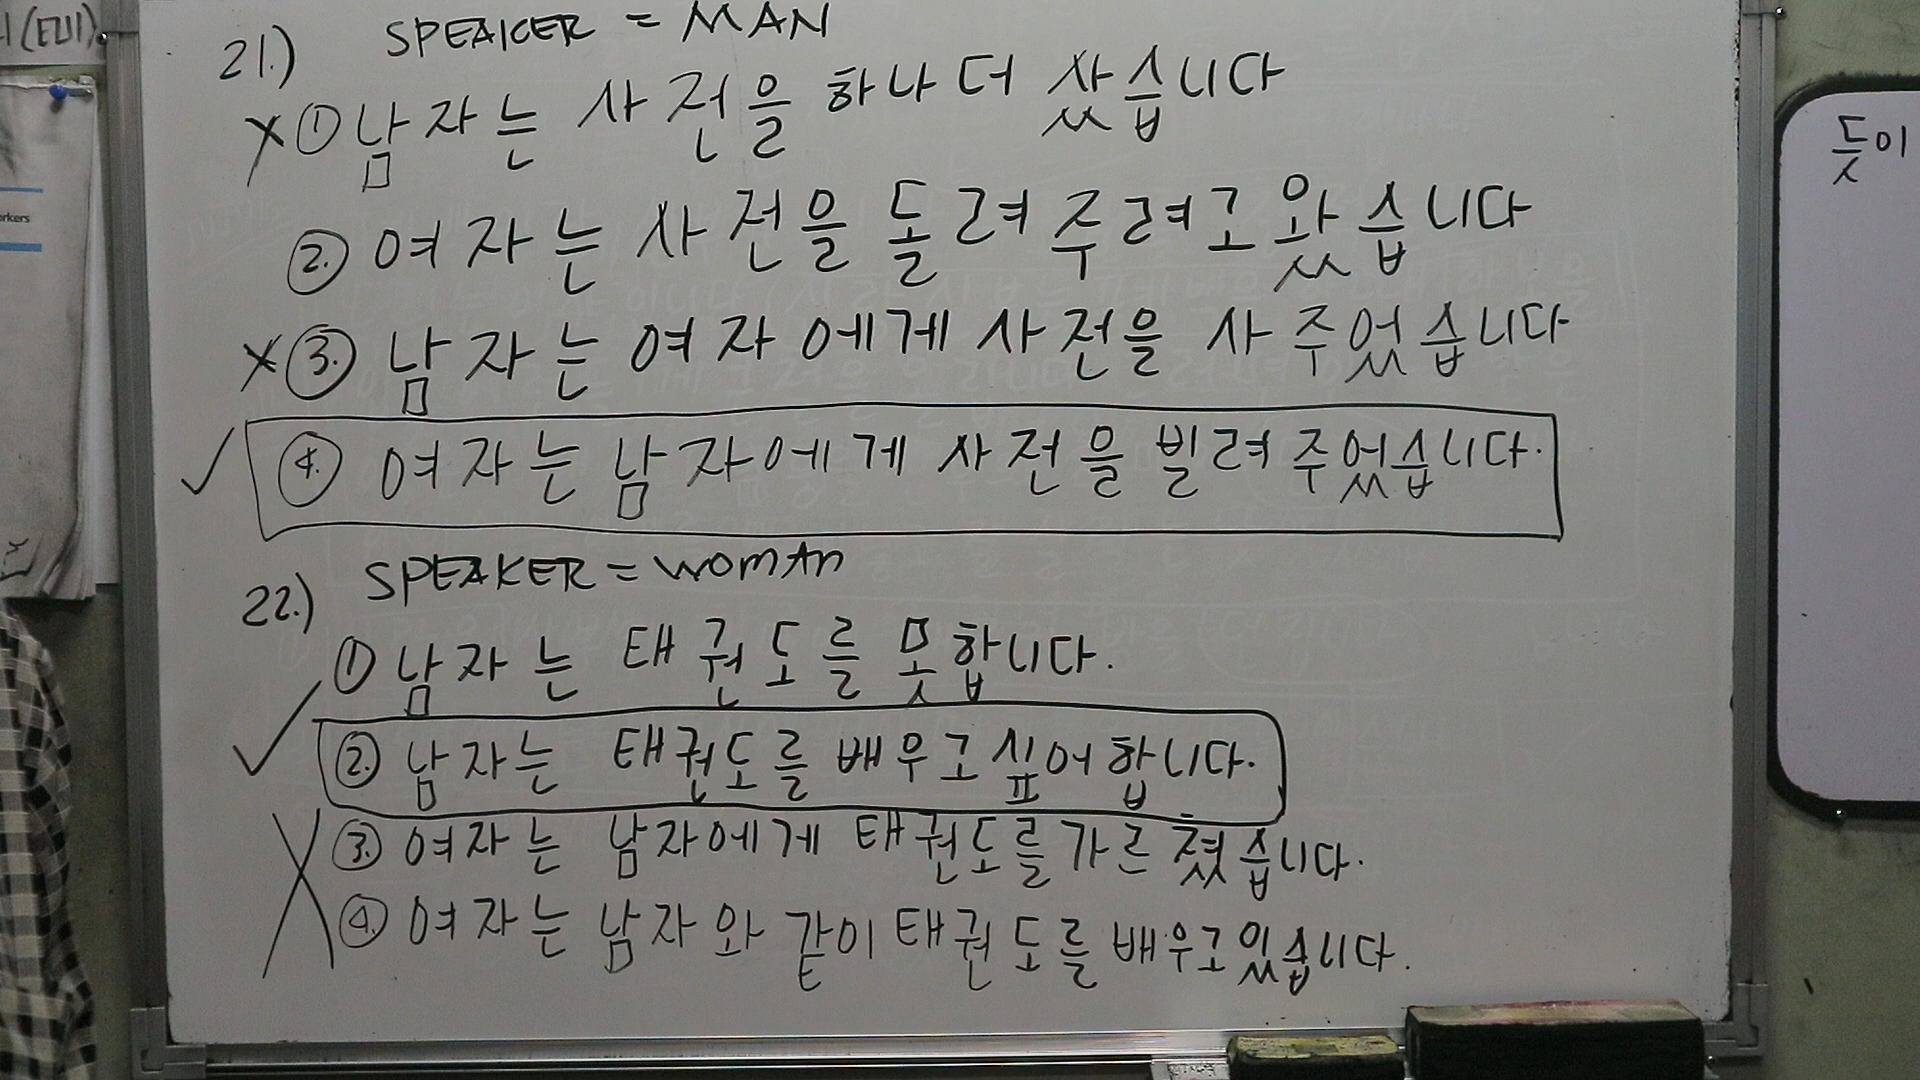 21.) SPEAKER = MAN
X ① 남자는 사전을 하나 더 샀습니다
②. 여자는 사전을 돌려 주려고 왔습니다
X ③. 남자는 여자에게 사전을 사 주었습니다
✓ ④. 여자는 남자에게 사전을 빌려 주었습니다.
22.) SPEAKER = WOMAN
① 남자는 태권도를 못합니다.
✓ ②. 남자는 태권도를 배우고 싶어합니다.
X ③. 여자는 남자에게 태권도를 가르쳤습니다.
④. 여자는 남자와 같이 태권도를 배우고 있습니다.
듯이
rkers